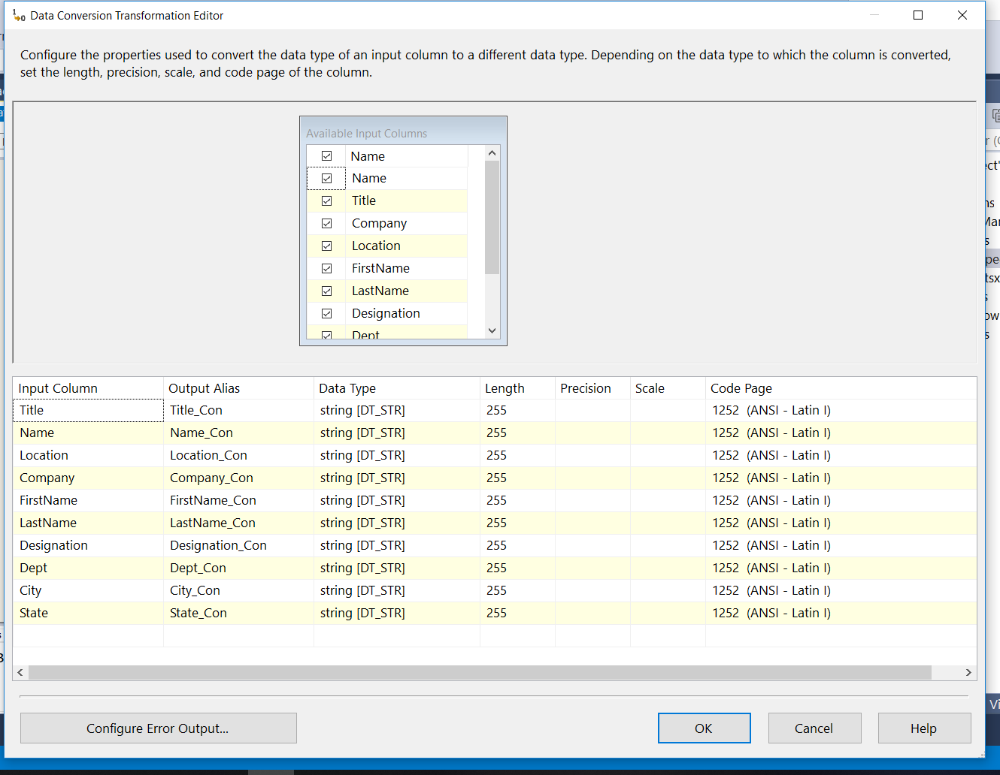 Data Conversion Transformation Editor
Configure the properties used to convert the data type of an input column to a different data type. Depending on the data type to which the column is converted,
set the length, precision, scale, and code page of the column.
Available Input Columns
Name
Name
Title
Company
Location
FirstName
LastName
Designation
Dept
Input Column Output Alias Data Type Length Precision Scale Code Page
Title Title_Con string [DT_STR] 255 1252 (ANSI - Latin I)
Name Name_Con string [DT_STR] 255 1252 (ANSI - Latin I)
Location Location_Con string [DT_STR] 255 1252 (ANSI - Latin I)
Company Company_Con string [DT_STR] 255 1252 (ANSI - Latin I)
FirstName FirstName_Con string [DT_STR] 255 1252 (ANSI - Latin I)
LastName LastName_Con string [DT_STR] 255 1252 (ANSI - Latin I)
Designation Designation_Con string [DT_STR] 255 1252 (ANSI - Latin I)
Dept Dept_Con string [DT_STR] 255 1252 (ANSI - Latin I)
City City_Con string [DT_STR] 255 1252 (ANSI - Latin I)
State State_Con string [DT_STR] 255 1252 (ANSI - Latin I)
Configure Error Output... OK Cancel Help